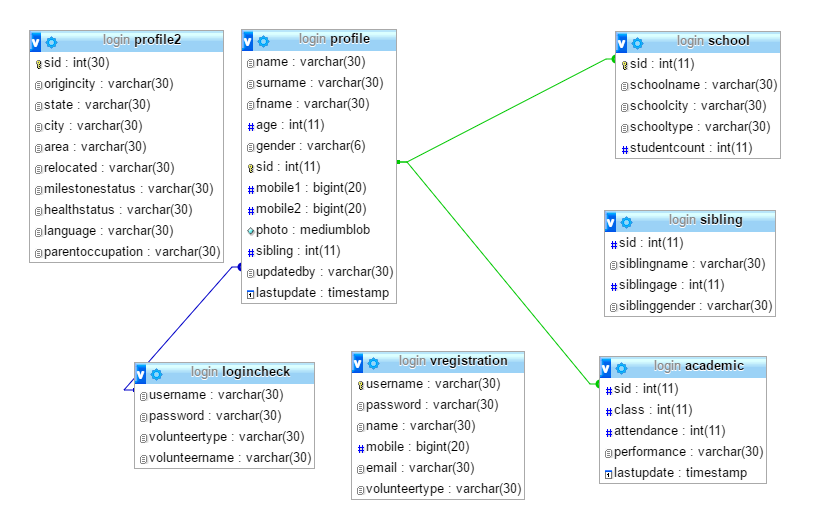 v login profile2
sid : int(30)
origincity : varchar(30)
state : varchar(30)
city : varchar(30)
area : varchar(30)
relocated : varchar(30)
milestonestatus : varchar(30)
healthstatus : varchar(30)
language : varchar(30)
parentoccupation : varchar(30)
v login profile
name : varchar(30)
surname : varchar(30)
fname : varchar(30)
# age : int(11)
gender : varchar(6)
sid : int(11)
# mobile1 : bigint(20)
# mobile2 : bigint(20)
photo : mediumblob
# sibling : int(11)
updatedby : varchar(30)
lastupdate : timestamp
v login school
sid : int(11)
schoolname : varchar(30)
schoolcity : varchar(30)
schooltype : varchar(30)
# studentcount : int(11)
v login sibling
# sid : int(11)
siblingname : varchar(30)
# siblingage : int(11)
siblinggender : varchar(30)
v login logincheck
username : varchar(30)
password : varchar(30)
volunteertype : varchar(30)
volunteername : varchar(30)
v login vregistration
username : varchar(30)
password : varchar(30)
name : varchar(30)
# mobile : bigint(20)
email : varchar(30)
volunteertype : varchar(30)
v login academic
# sid : int(11)
# class : int(11)
# attendance : int(11)
performance : varchar(30)
lastupdate : timestamp